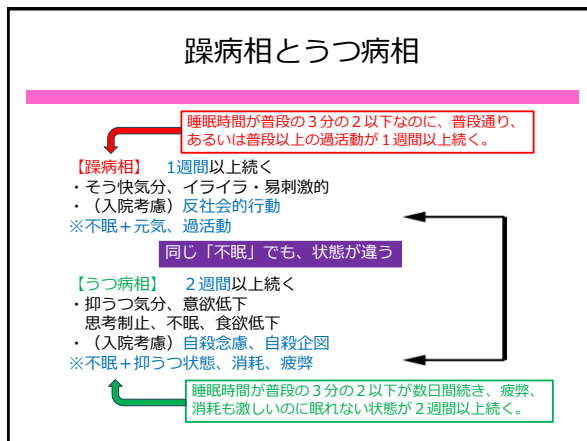 躁病相とうつ病相
睡眠時間が普段の３分の２以下なのに、普段通り、
あるいは普段以上の過活動が１週間以上続く。
【躁病相】　1週間以上続く
・そう快気分、イライラ・易刺激的
・（入院考慮）反社会的行動
※不眠＋元気、過活動
同じ「不眠」でも、状態が違う
【うつ病相】　２週間以上続く
・抑うつ気分、意欲低下
思考制止、不眠、食欲低下
・（入院考慮）自殺念慮、自殺企図
※不眠＋抑うつ状態、消耗、疲弊
睡眠時間が普段の３分の２以下が数日間続き、疲弊、
消耗も激しいのに眠れない状態が２週間以上続く。